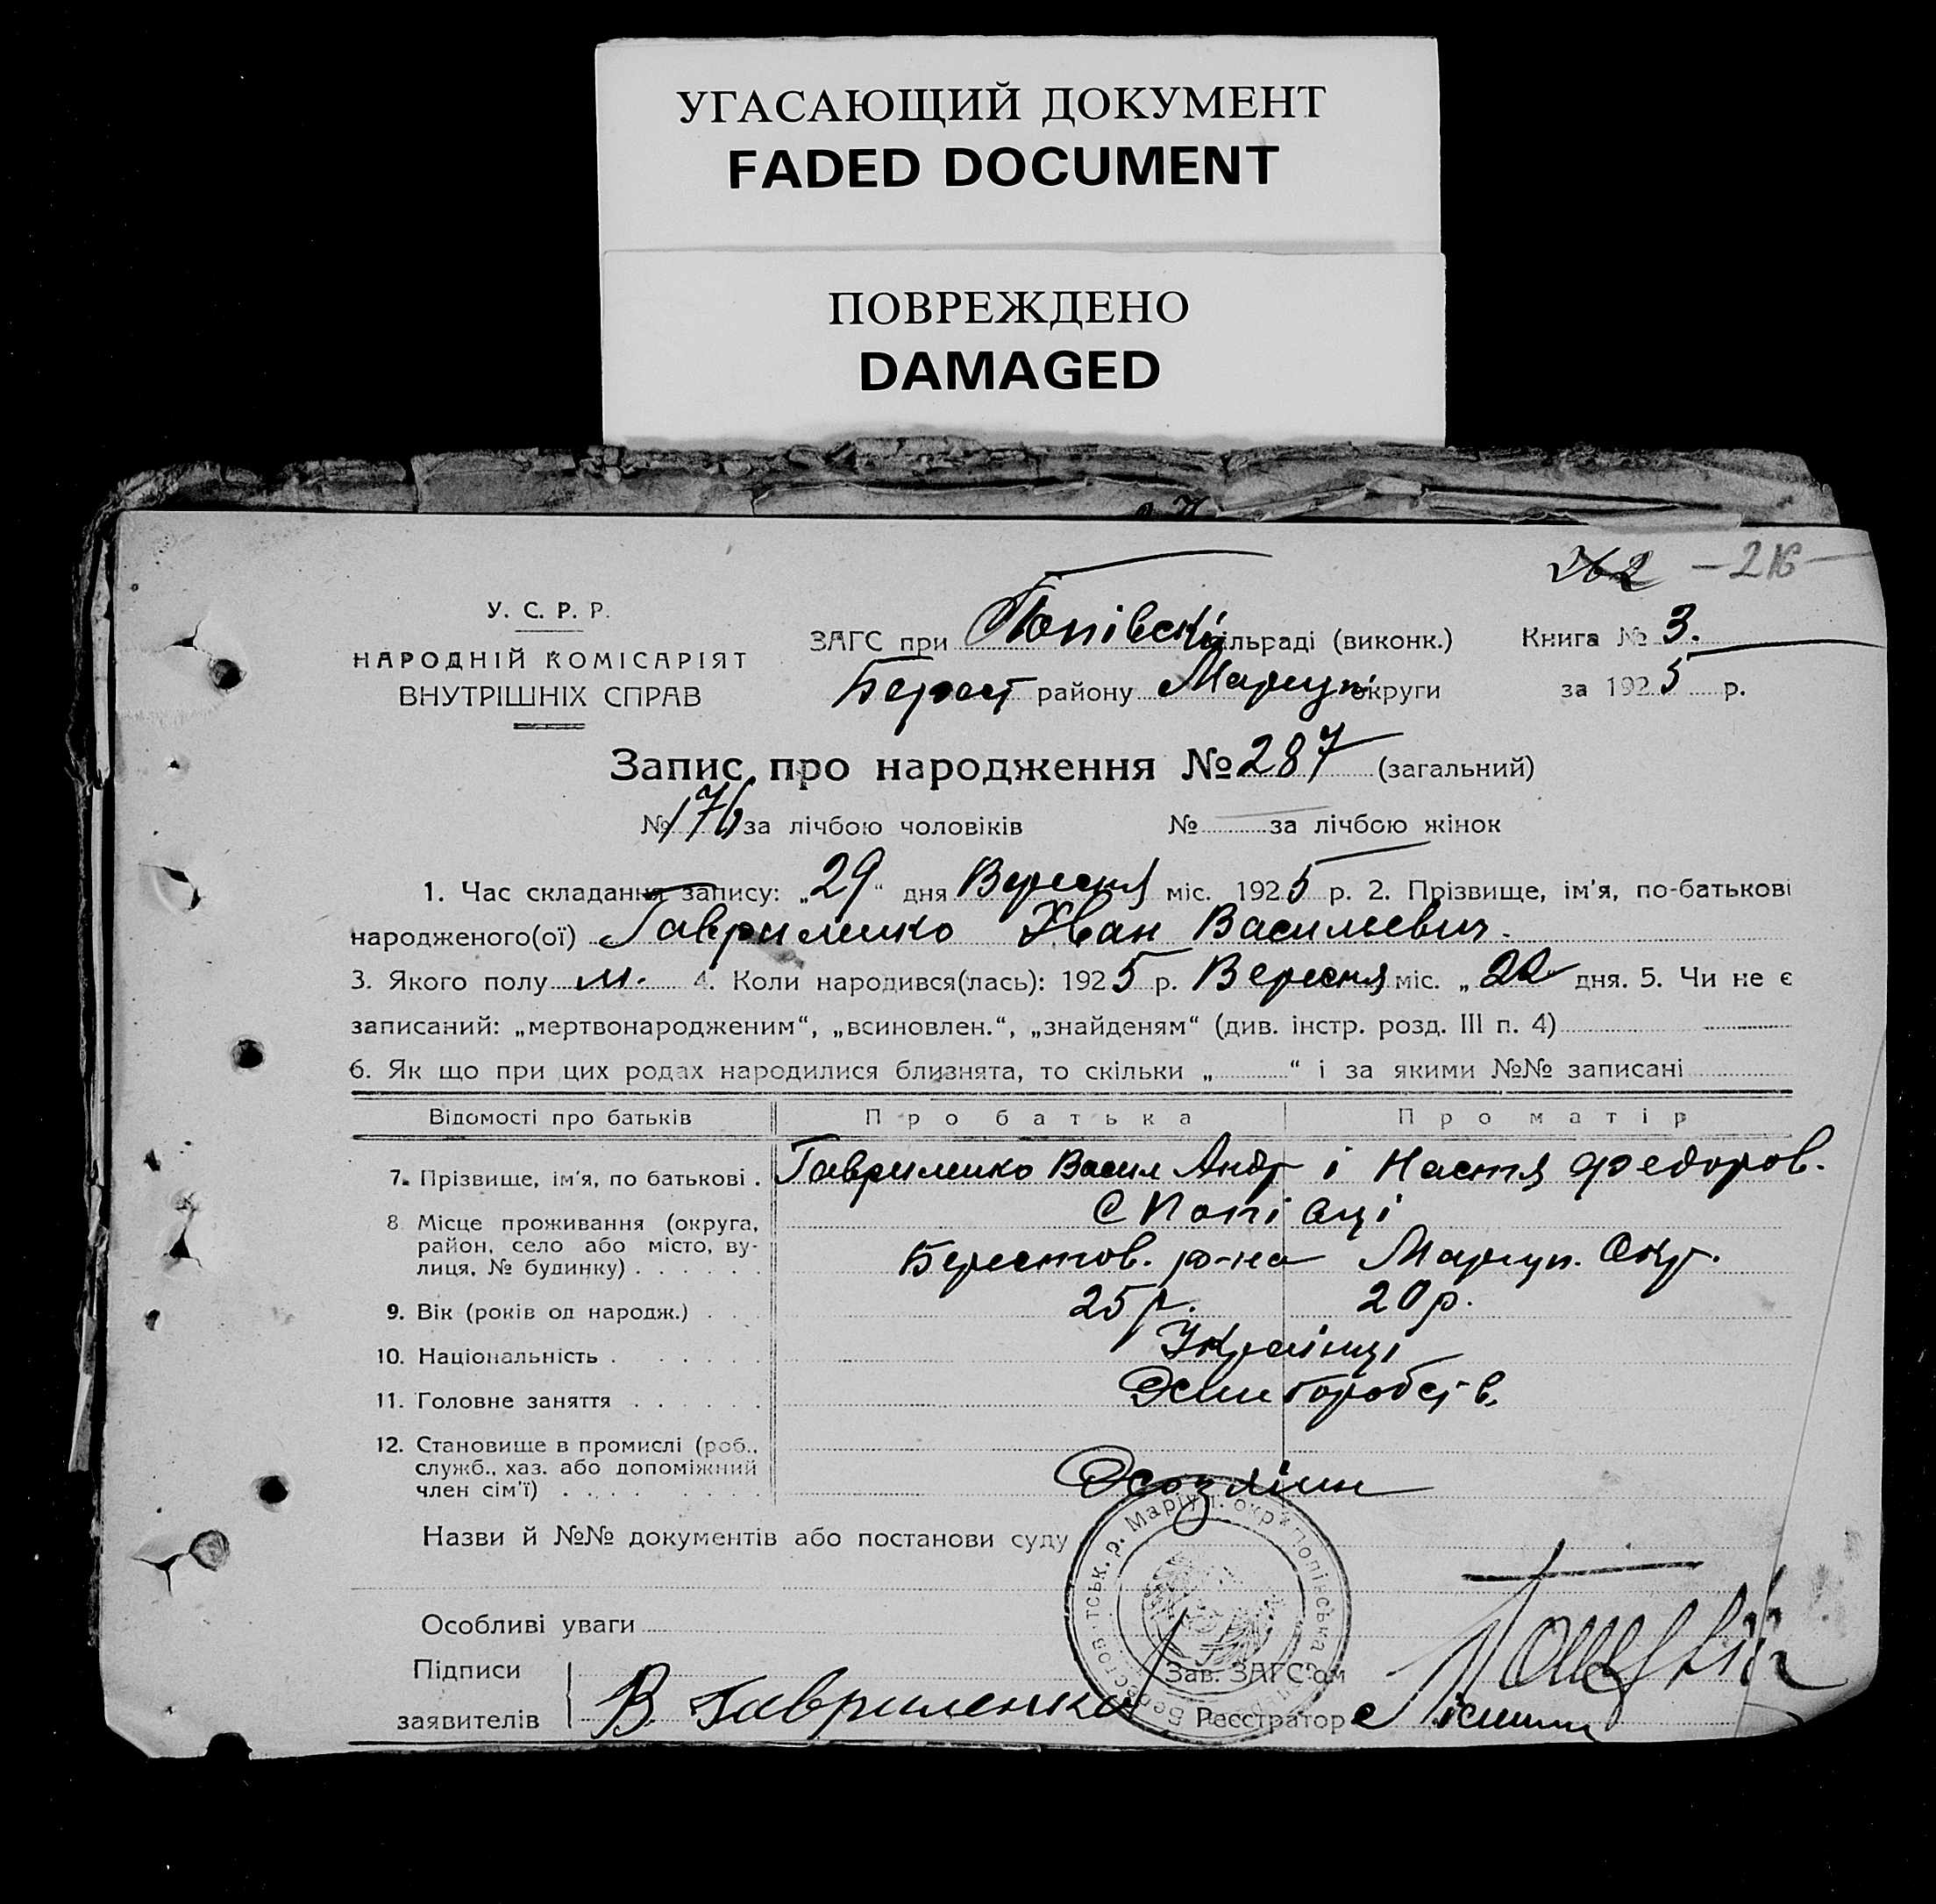 УГАСАЮЩИЙ ДОКУМЕНТ
FADED DOCUMENT
ПОВРЕЖДЕНО
DAMAGED
262 — 216 —
У. С. Р. Р.
НАРОДНІЙ КОМІСАРІЯТ
ВНУТРІШНІХ СПРАВ
ЗАГС при Попівскі сільраді (виконк.) Книга № 3.
Берест району Маріуп округи за 1925 р.
Запис про народження № 287 (загальний)
№ 176 за лічбою чоловіків № за лічбою жінок
1. Час складання запису: „29“ дня Вересня міс. 1925 р. 2. Прізвище, ім'я, по-батькові
народженого(ої) Гавриленко Иван Васильевич.
3. Якого полу м. 4. Коли народився(лась): 1925 р. Вересня міс. „22“ дня. 5. Чи не є
записаний: „мертвонародженим“, „всиновлен.“, „знайденям“ (див. інстр. розд. III п. 4)
6. Як що при цих родах народилися близнята, то скільки „ “ і за якими №№ записані
Відомості про батьків Про батька Про матір
7. Прізвище, ім'я, по батькові . Гавриленко Васил Андр і Настя Федоров.
8. Місце проживання (округа, район, село або місто, вулиця, № будинку) С Попівці
Берестов. р-на Маріуп. Окр.
9. Вік (років од народж.) 25 р. 20 р.
10. Національність Українці
11. Головне заняття Хлиборобств.
12. Становище в промислі (роб., служб., хаз. або допоміжний член сім'ї) Хозяіин
Назви й №№ документів або постанови суду
Особливі уваги
Підписи
заявителів В. Гавриленко
Зав. ЗАГС'ом
Реєстратор